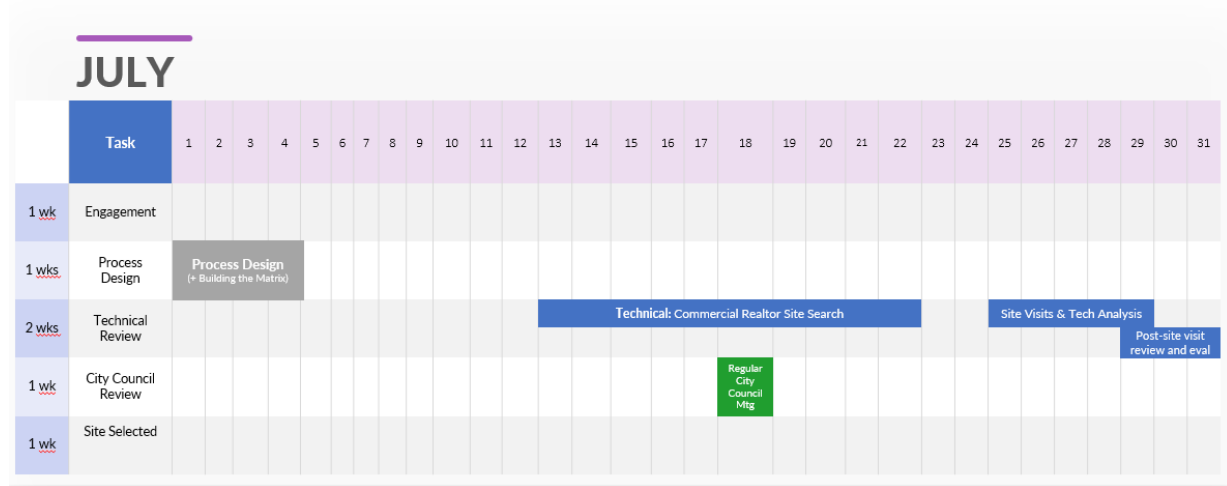 JULY
Task 1 2 3 4 5 6 7 8 9 10 11 12 13 14 15 16 17 18 19 20 21 22 23 24 25 26 27 28 29 30 31
1 wk Engagement
1 wks Process
Design
Process Design
(+ Building the Matrix)
2 wks Technical
Review
Technical: Commercial Realtor Site Search
Site Visits & Tech Analysis
Post-site visit
review and eval
1 wk City Council
Review
Regular
City
Council
Mtg
1 wk Site Selected